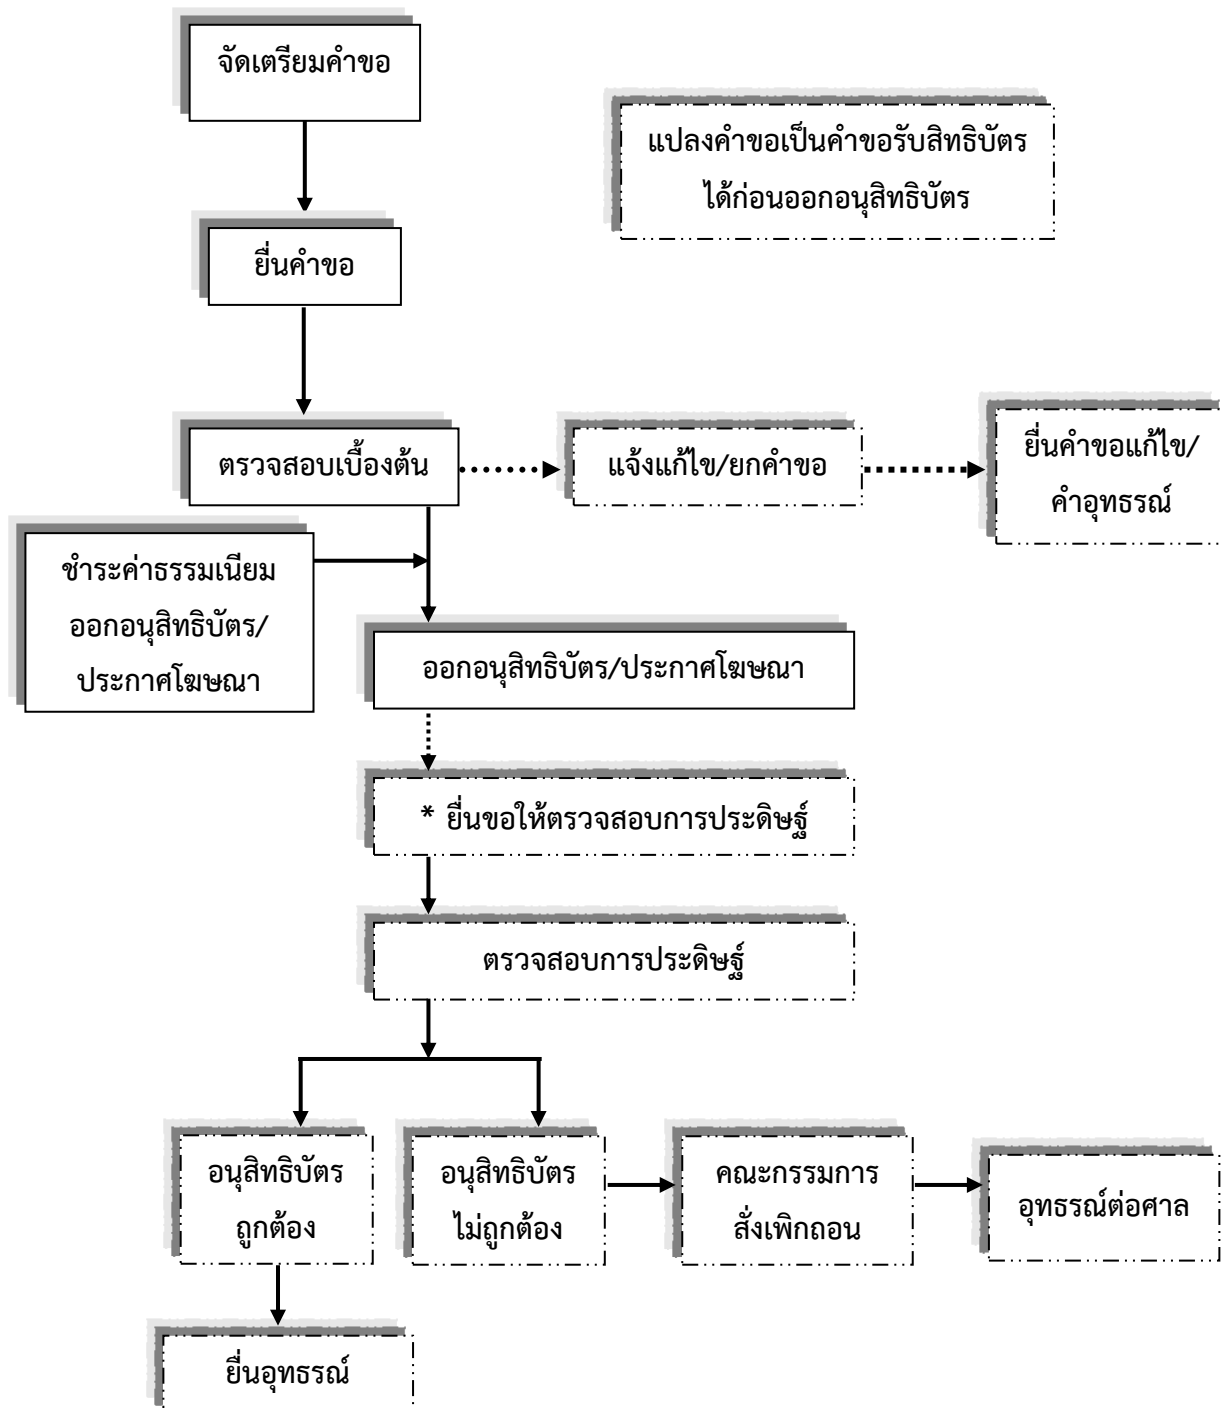 จัดเตรียมคำขอ
แปลงคำขอเป็นคำขอรับสิทธิบัตร
ได้ก่อนออกอนุสิทธิบัตร
ยื่นคำขอ
ตรวจสอบเบื้องต้น
แจ้งแก้ไข/ยกคำขอ
ยื่นคำขอแก้ไข/
คำอุทธรณ์
ชำระค่าธรรมเนียม
ออกอนุสิทธิบัตร/
ประกาศโฆษณา
ออกอนุสิทธิบัตร/ประกาศโฆษณา
* ยื่นขอให้ตรวจสอบการประดิษฐ์
ตรวจสอบการประดิษฐ์
อนุสิทธิบัตร
ถูกต้อง
อนุสิทธิบัตร
ไม่ถูกต้อง
คณะกรรมการ
สั่งเพิกถอน
อุทธรณ์ต่อศาล
ยื่นอุทธรณ์